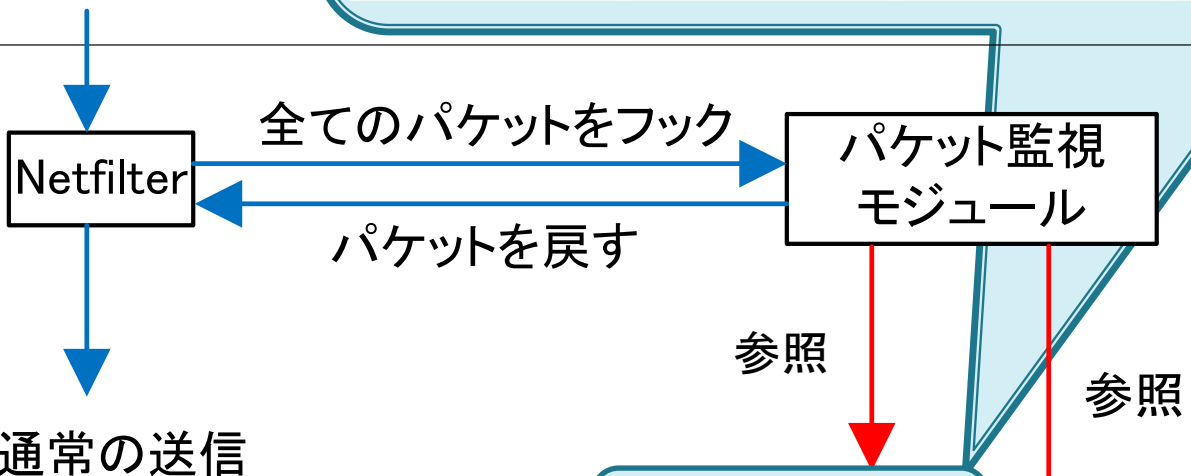 全てのパケットをフック
Netfilter
パケット監視
モジュール
パケットを戻す
参照
参照
通常の送信